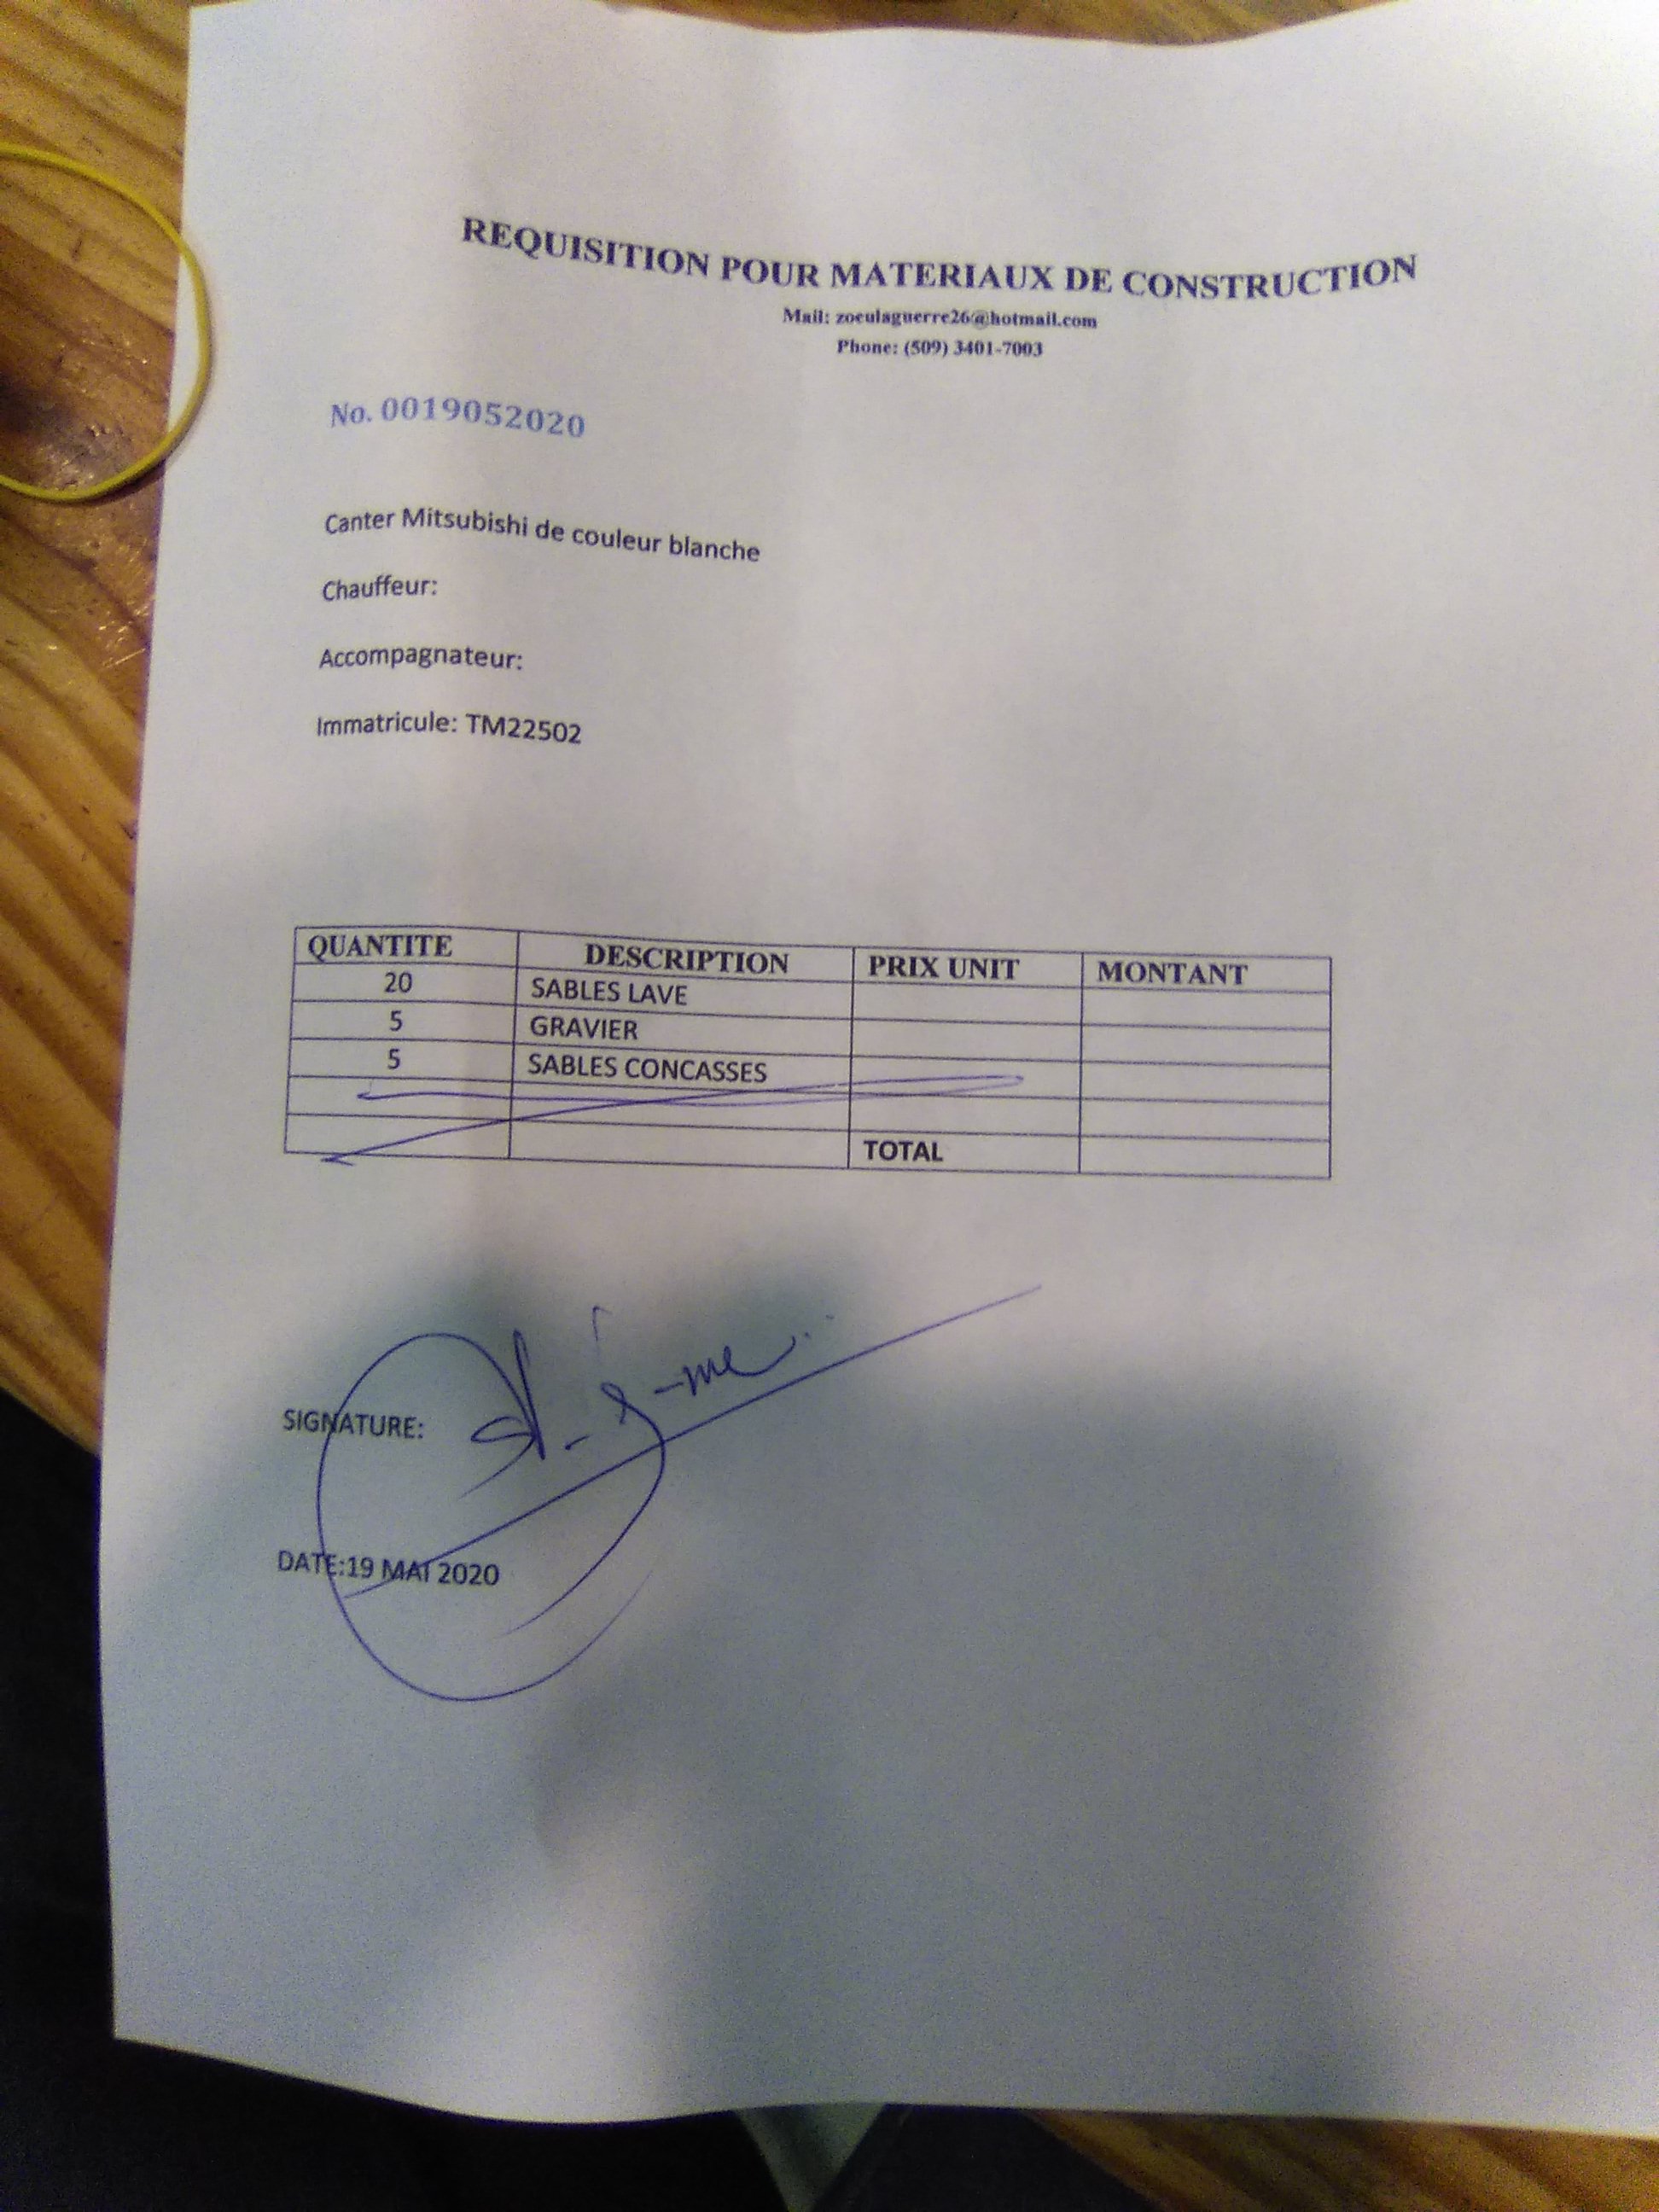 REQUISITION POUR MATERIAUX DE CONSTRUCTION
Mail: zoeulaguerre26@hotmail.com
Phone: (509) 3401-7003
No. 0019052020
Canter Mitsubishi de couleur blanche
Chauffeur:
Accompagnateur:
Immatricule: TM22502
QUANTITE DESCRIPTION PRIX UNIT MONTANT
20 SABLES LAVE
5 GRAVIER
5 SABLES CONCASSES
TOTAL
SIGNATURE:
DATE:19 MAI 2020